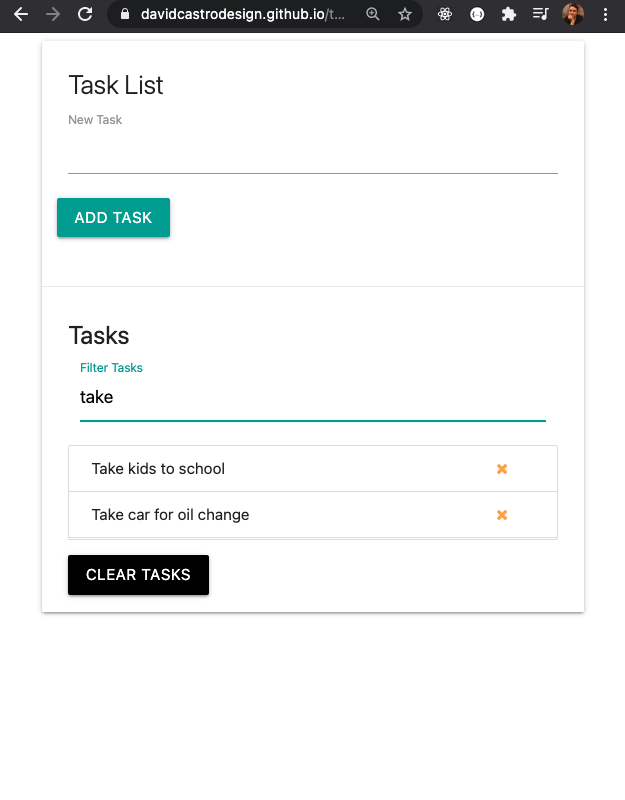 davidcastrodesign.github.io/t...
Task List
New Task
ADD TASK
Tasks
Filter Tasks
take
Take kids to school
Take car for oil change
CLEAR TASKS